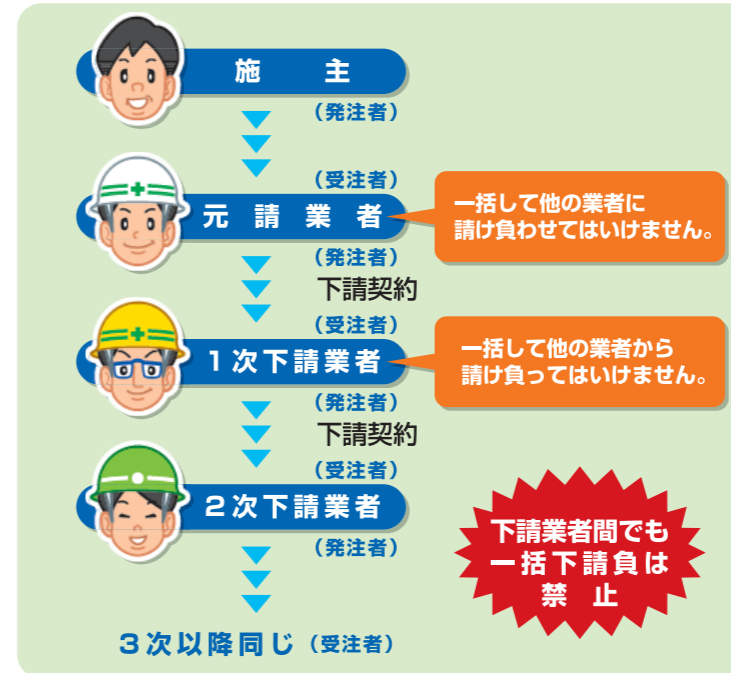 施主
(発注者)
(受注者)
元請業者
一括して他の業者に
請け負わせてはいけません。
(発注者)
下請契約
(受注者)
1次下請業者
一括して他の業者から
請け負ってはいけません。
(発注者)
下請契約
(受注者)
2次下請業者
(発注者)
下請業者間でも
一括下請負は
禁止
3次以降同じ(受注者)